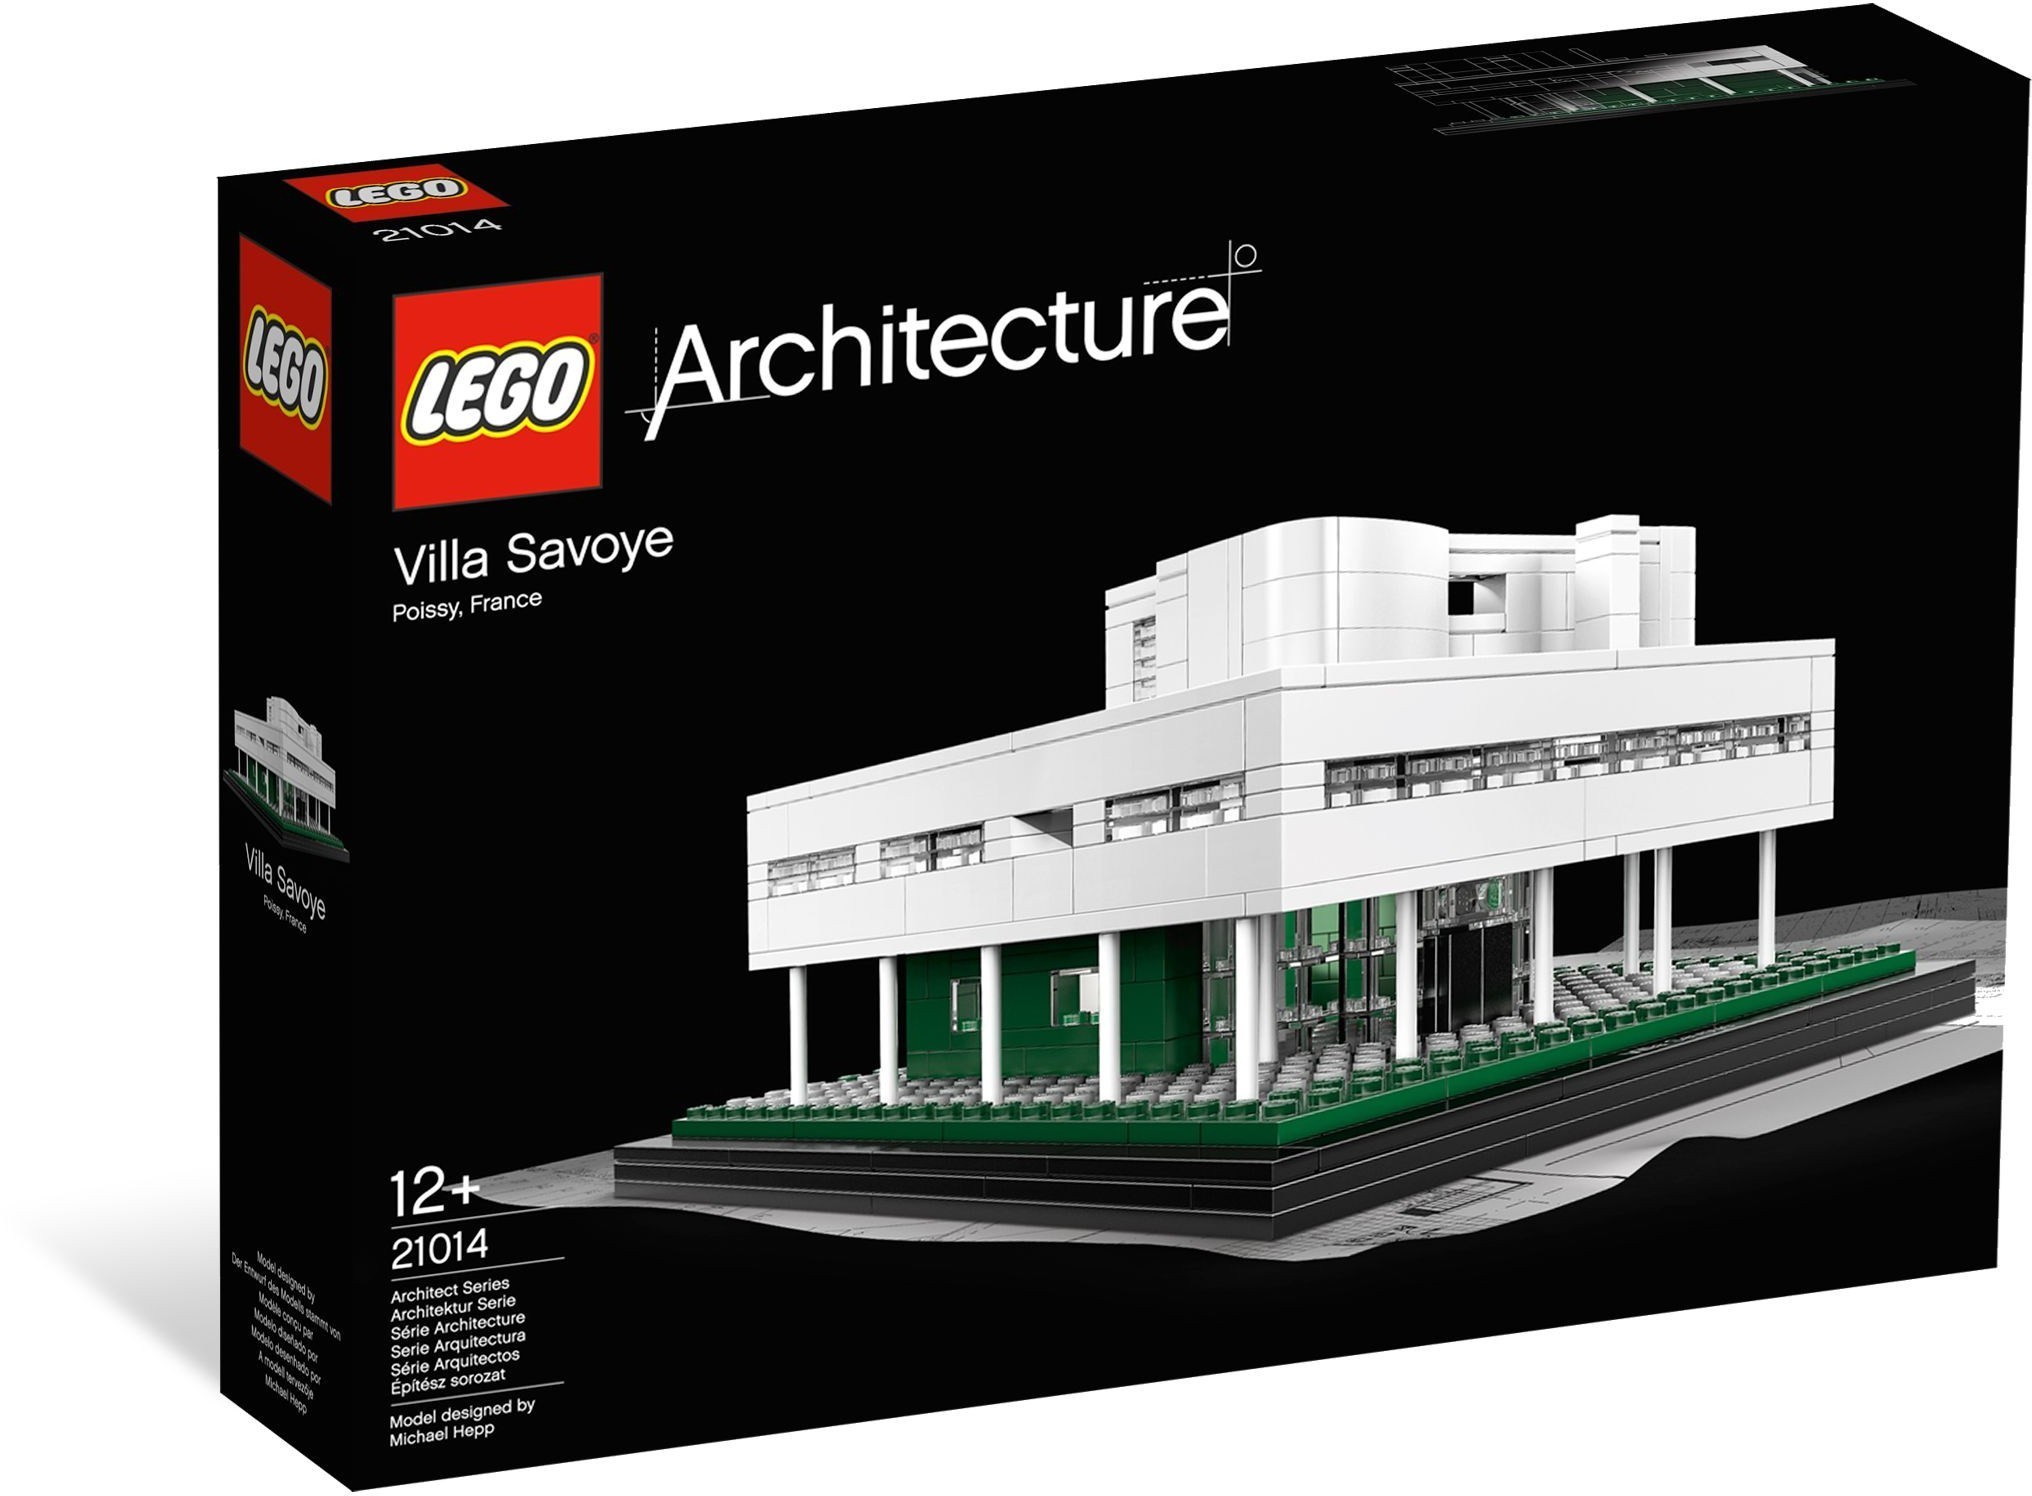 LEGO
21014
LEGO
LEGO
Architecture
Villa Savoye
Poissy, France
Villa Savoye
Poissy, France
12+
21014
Architect Series
Architektur Serie
Série Architecture
Serie Arquitectura
Série Arquitectos
Építész sorozat
Model designed by
Michael Hepp
Model designed by
Der Entwurf des Modells stammt von
Modèle conçu par
Modelo diseñado por
Modelo desenhado por
A modell tervezője
Michael Hepp